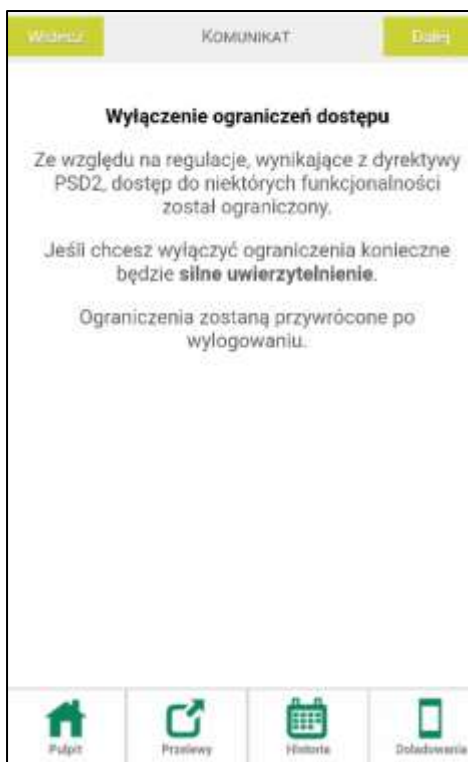 Wstecz
KOMUNIKAT
Dalej
Wyłączenie ograniczeń dostępu
Ze względu na regulacje, wynikające z dyrektywy
PSD2, dostęp do niektórych funkcjonalności
został ograniczony.
Jeśli chcesz wyłączyć ograniczenia konieczne
będzie silne uwierzytelnienie.
Ograniczenia zostaną przywrócone po
wylogowaniu.
Pulpit
Przelewy
Historia
Doładowania